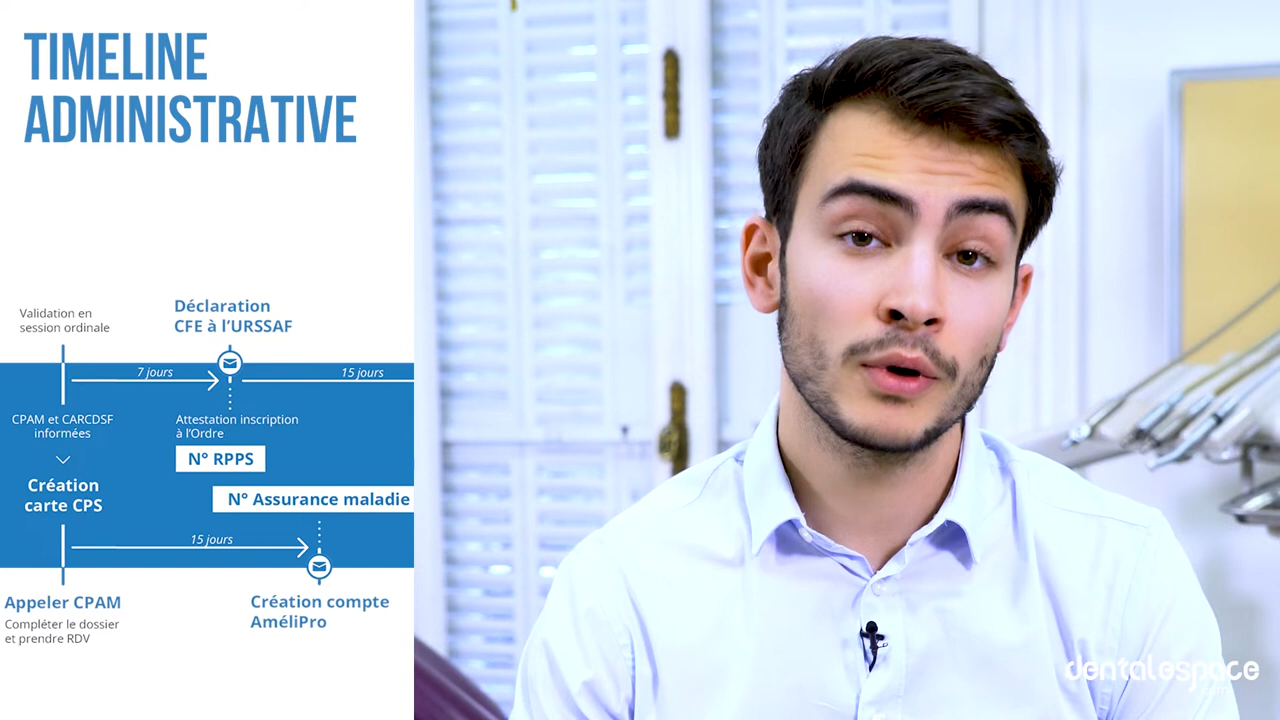 TIMELINE
ADMINISTRATIVE
Validation en
session ordinale
Déclaration
CFE à l'URSSAF
7 jours
15 jours
CPAM et CARCDSF
informées
Attestation inscription
à l'Ordre
N° RPPS
Création
carte CPS
N° Assurance maladie
15 jours
Appeler CPAM
Compléter le dossier
et prendre RDV
Création compte
AméliPro
dentalespace
.com